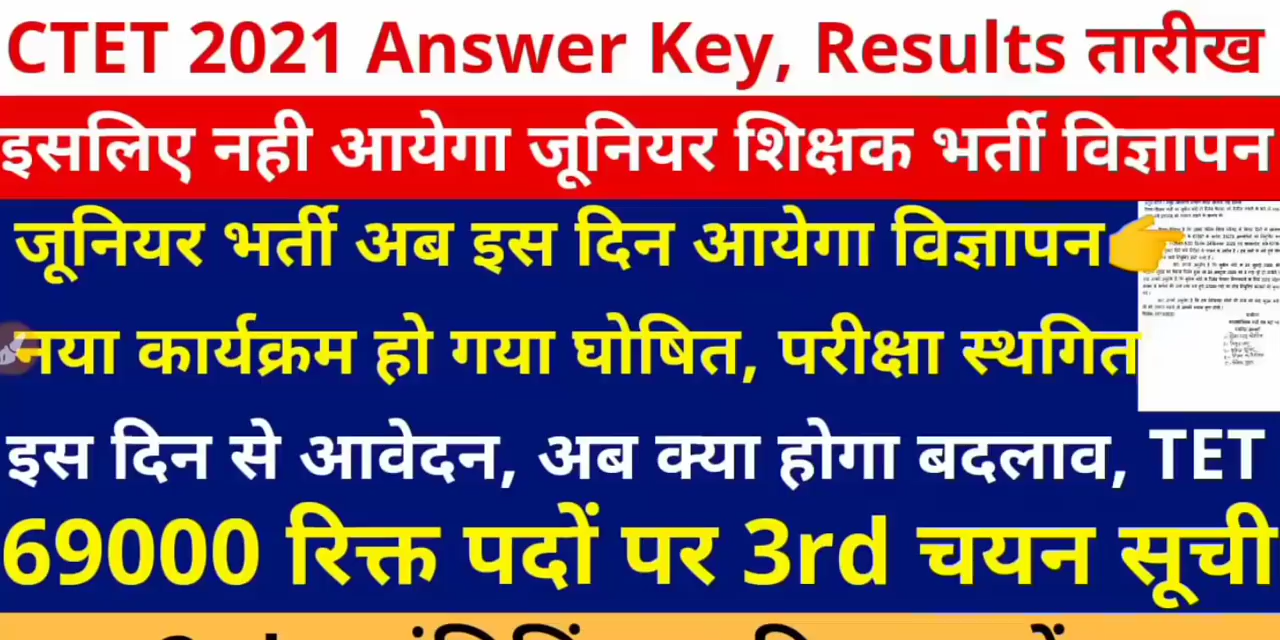 CTET 2021 Answer Key, Results तारीख
इसलिए नही आयेगा जूनियर शिक्षक भर्ती विज्ञापन
जूनियर भर्ती अब इस दिन आयेगा विज्ञापन
नया कार्यक्रम हो गया घोषित, परीक्षा स्थगित
इस दिन से आवेदन, अब क्या होगा बदलाव, TET
69000 रिक्त पदों पर 3rd चयन सूची